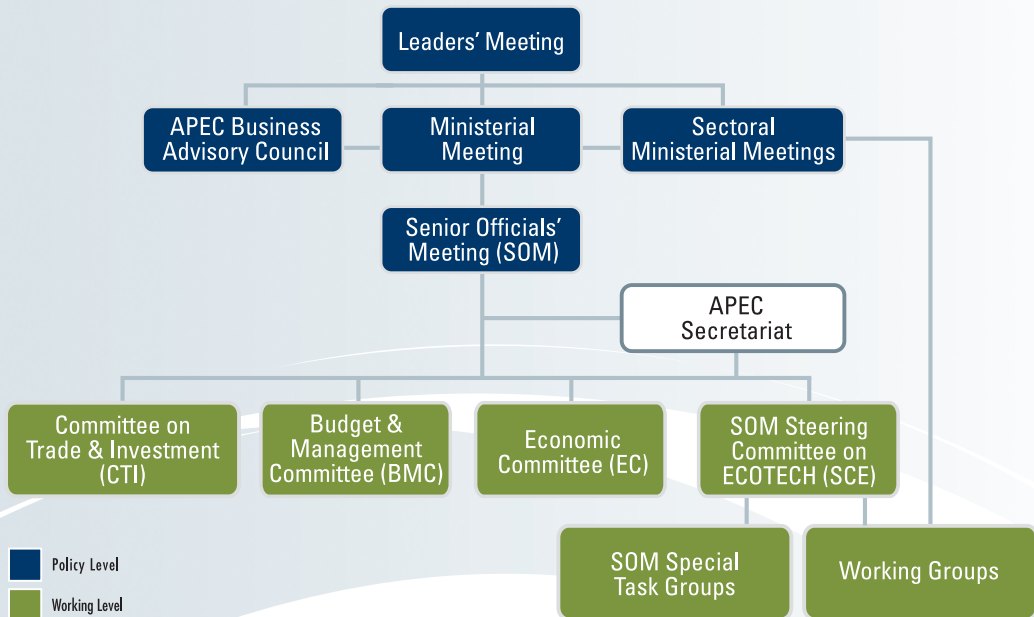 Leaders’ Meeting
APEC Business
Advisory Council
Ministerial
Meeting
Sectoral
Ministerial Meetings
Senior Officials’
Meeting (SOM)
APEC
Secretariat
Committee on
Trade & Investment
(CTI)
Budget &
Management
Committee (BMC)
Economic
Committee (EC)
SOM Steering
Committee on
ECOTECH (SCE)
SOM Special
Task Groups
Working Groups
Policy Level
Working Level